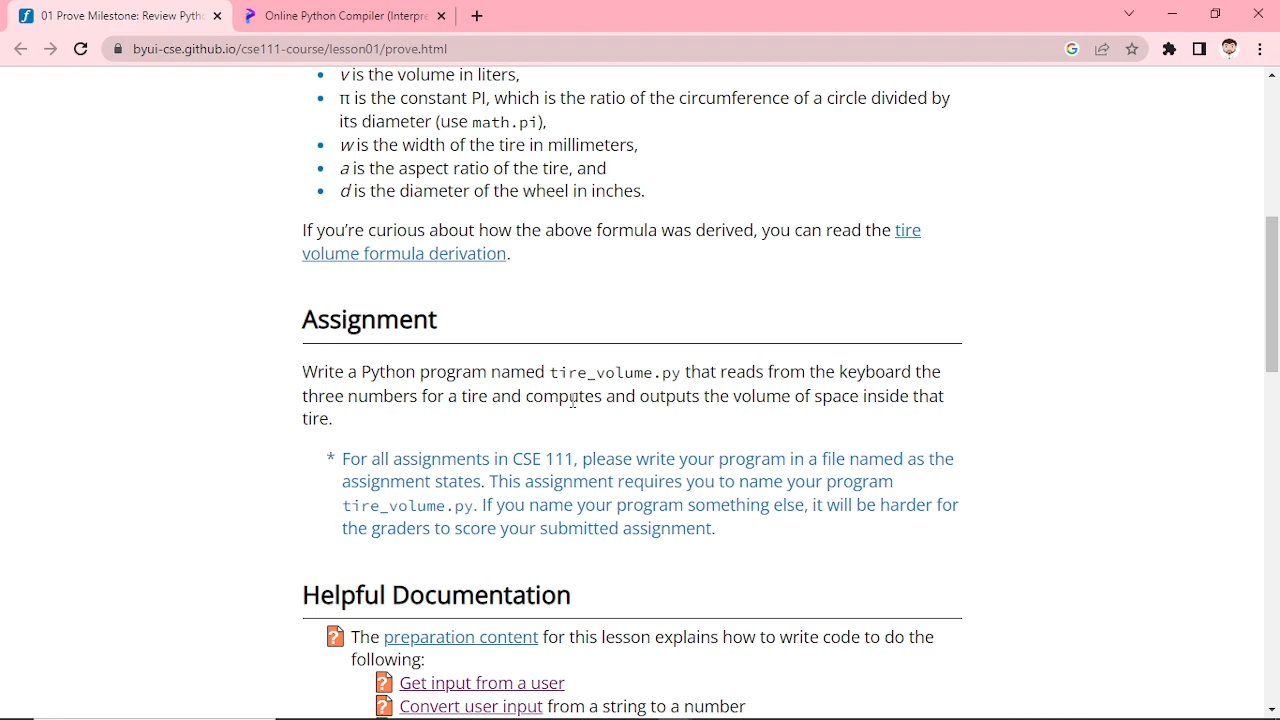 01 Prove Milestone: Review Pytho
Online Python Compiler (Interpre
byui-cse.github.io/cse111-course/lesson01/prove.html
v is the volume in liters,
π is the constant PI, which is the ratio of the circumference of a circle divided by
its diameter (use math.pi),
w is the width of the tire in millimeters,
a is the aspect ratio of the tire, and
d is the diameter of the wheel in inches.
If you're curious about how the above formula was derived, you can read the tire
volume formula derivation.
Assignment
Write a Python program named tire_volume.py that reads from the keyboard the
three numbers for a tire and computes and outputs the volume of space inside that
tire.
* For all assignments in CSE 111, please write your program in a file named as the
assignment states. This assignment requires you to name your program
tire_volume.py. If you name your program something else, it will be harder for
the graders to score your submitted assignment.
Helpful Documentation
The preparation content for this lesson explains how to write code to do the
following:
Get input from a user
Convert user input from a string to a number